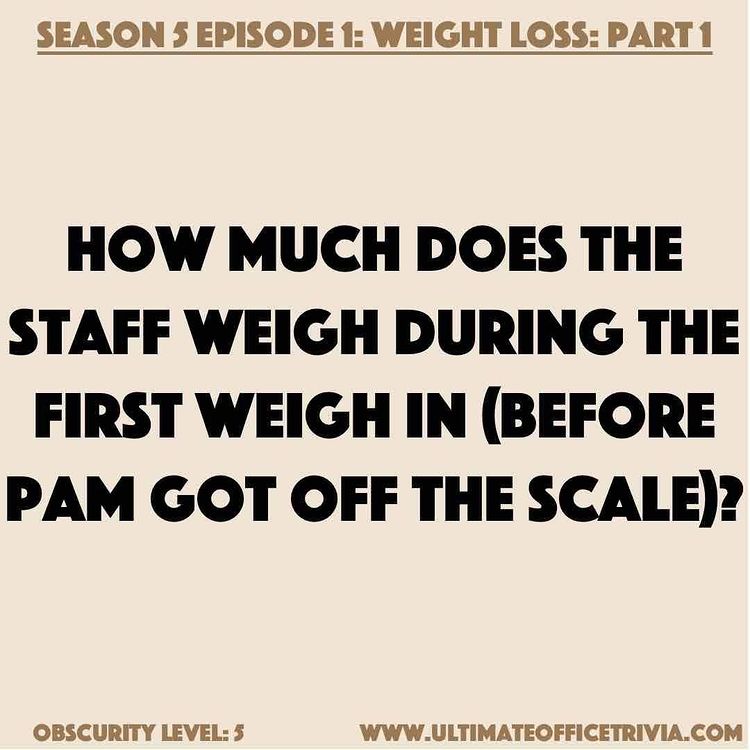 SEASON 5 EPISODE 1: WEIGHT LOSS: PART 1
HOW MUCH DOES THE
STAFF WEIGH DURING THE
FIRST WEIGH IN (BEFORE
PAM GOT OFF THE SCALE)?
OBSCURITY LEVEL: 5
WWW.ULTIMATEOFFICETRIVIA.COM